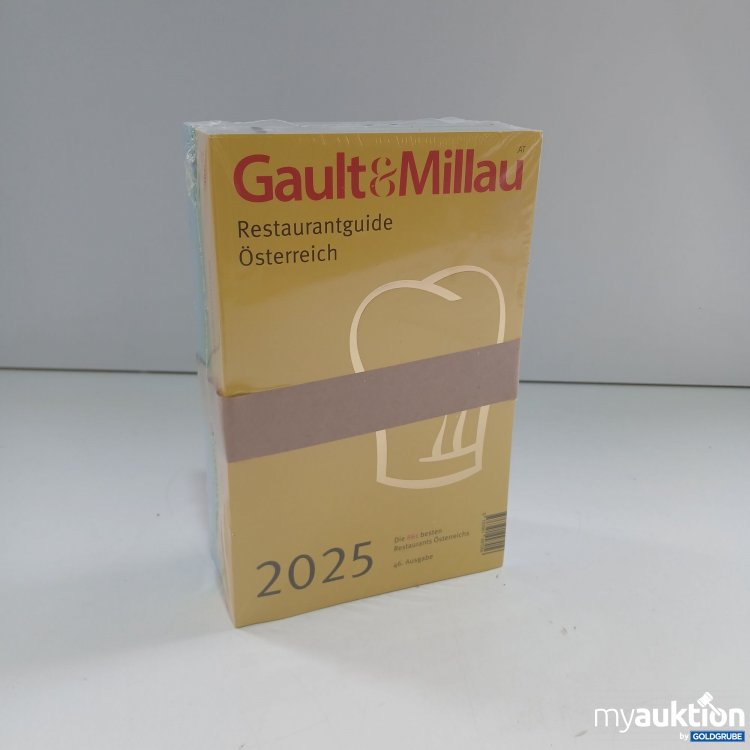 Gault&Millau
AT
Restaurantguide
Österreich
2025
Die besten
Restaurants Österreichs
46. Ausgabe
myauktion
by GOLDGRUBE